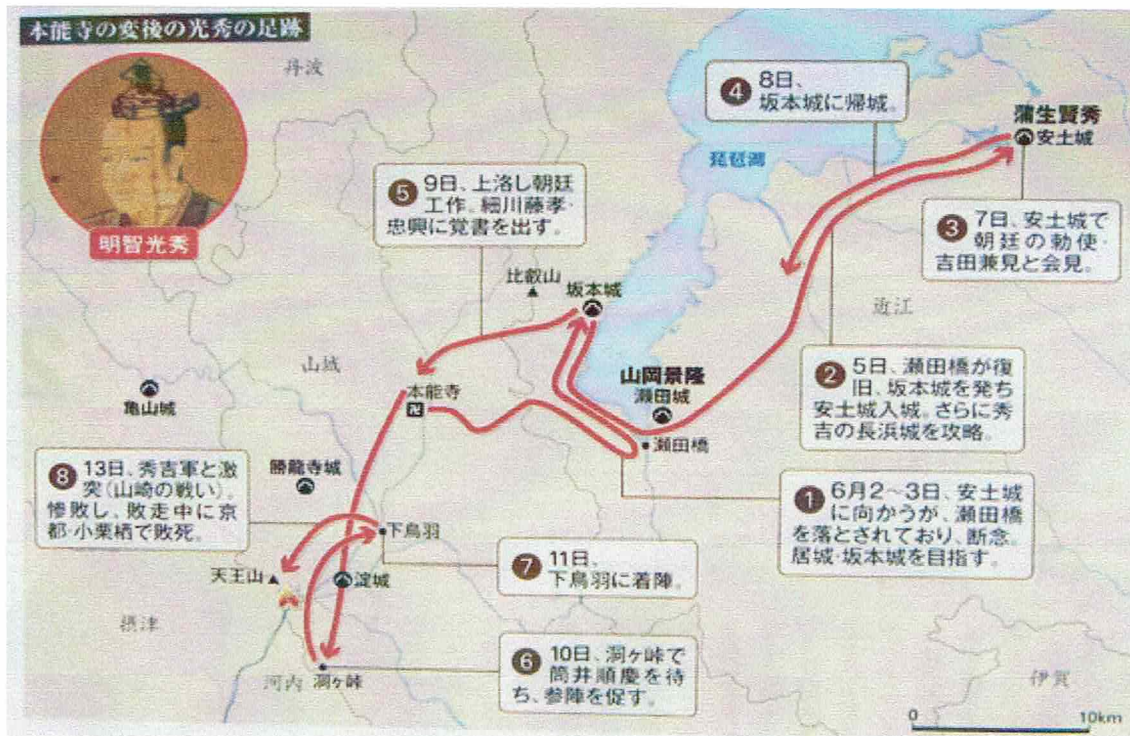 本能寺の変後の光秀の足跡
明智光秀
丹波
琵琶湖
4 8日、
坂本城に帰城。
蒲生賢秀
安土城
5 9日、上洛し朝廷
工作。細川藤孝・
忠興に覚書を出す。
3 7日、安土城で
朝廷の勅使・
吉田兼見と会見。
比叡山
坂本城
近江
山城
亀山城
本能寺
卍
山岡景隆
瀬田城
瀬田橋
2 5日、瀬田橋が復
旧、坂本城を発ち
安土城入城。さらに秀
吉の長浜城を攻略。
8 13日、秀吉軍と激
突(山崎の戦い)。
惨敗し、敗走中に京
都・小栗栖で敗死。
勝龍寺城
1 6月2〜3日、安土城
に向かうが、瀬田橋
を落とされており、断念。
居城・坂本城を目指す。
下鳥羽
天王山
淀城
7 11日、
下鳥羽に着陣。
摂津
河内
洞ヶ峠
6 10日、洞ヶ峠で
筒井順慶を待
ち、参陣を促す。
伊賀
0 10km